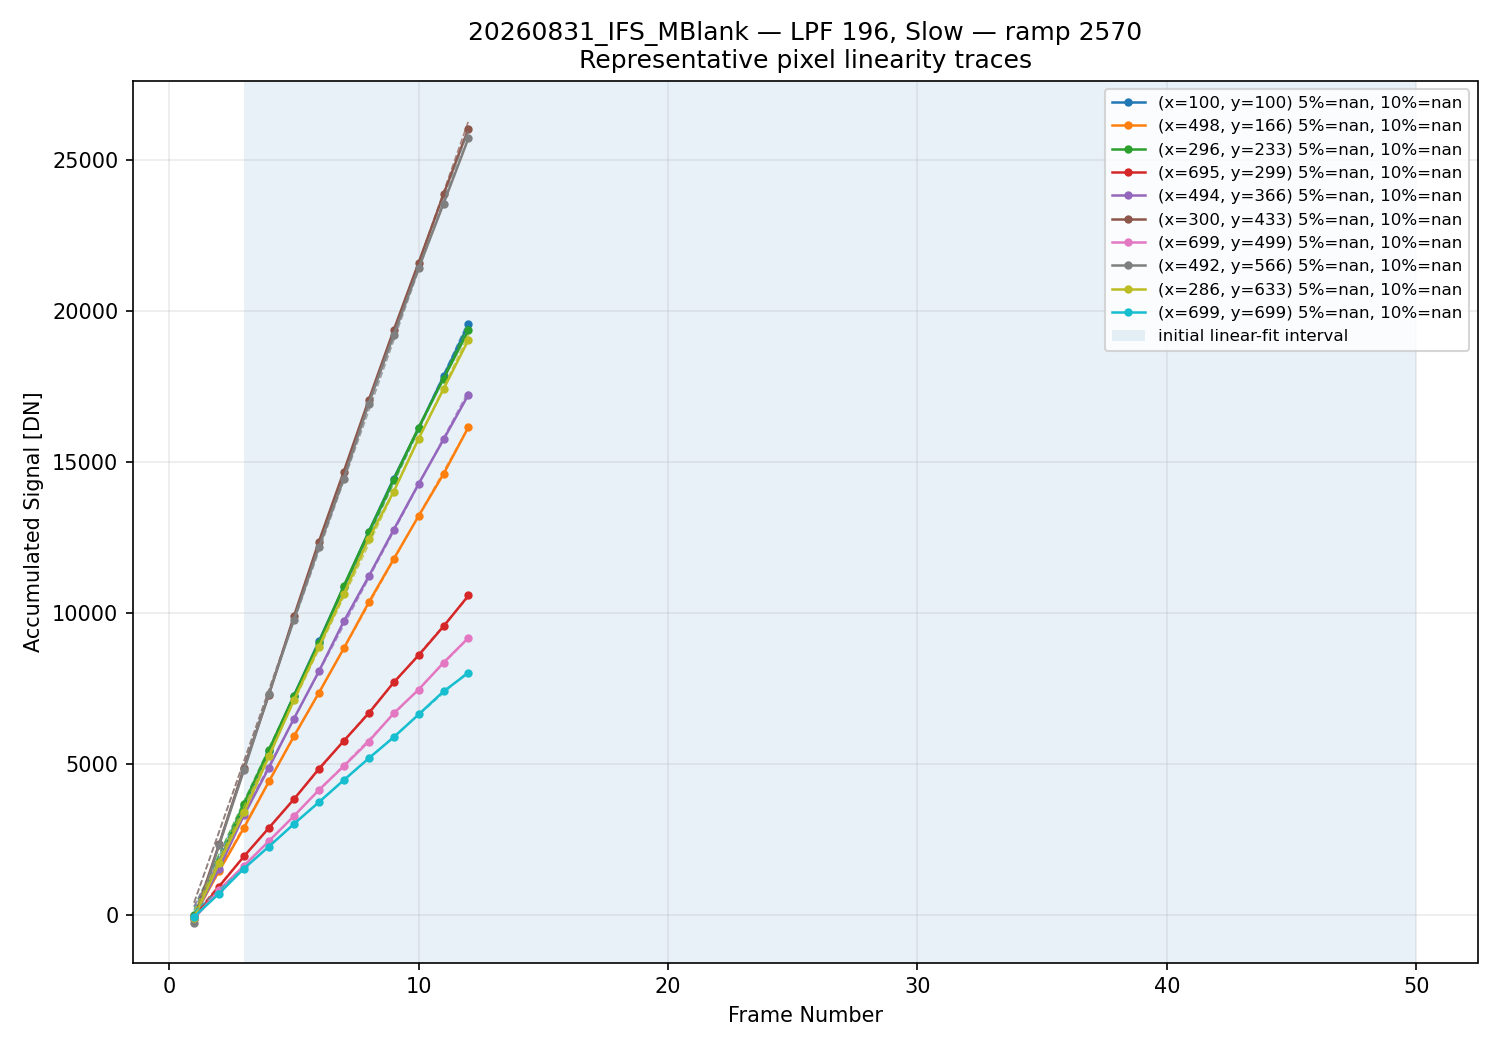 20260831_IFS_MBlank — LPF 196, Slow — ramp 2570
Representative pixel linearity traces
(x=100, y=100) 5%=nan, 10%=nan
(x=498, y=166) 5%=nan, 10%=nan
(x=296, y=233) 5%=nan, 10%=nan
(x=695, y=299) 5%=nan, 10%=nan
(x=494, y=366) 5%=nan, 10%=nan
(x=300, y=433) 5%=nan, 10%=nan
(x=699, y=499) 5%=nan, 10%=nan
(x=492, y=566) 5%=nan, 10%=nan
(x=286, y=633) 5%=nan, 10%=nan
(x=699, y=699) 5%=nan, 10%=nan
initial linear-fit interval
Accumulated Signal [DN]
25000
20000
15000
10000
5000
0
0 10 20 30 40 50
Frame Number